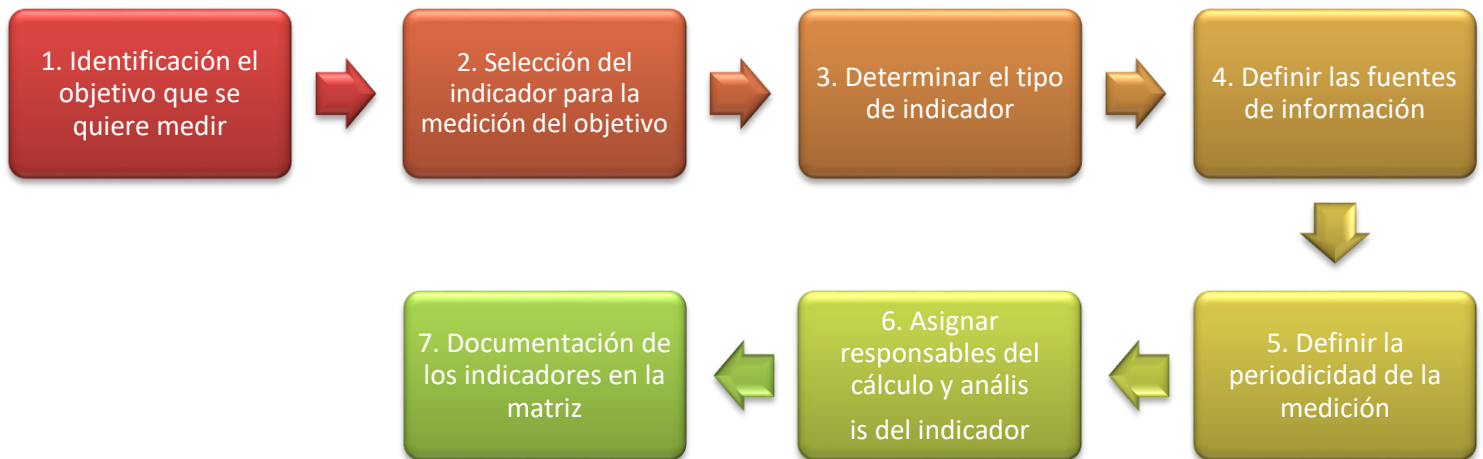 1. Identificación el
objetivo que se
quiere medir
2. Selección del
indicador para la
medición del objetivo
3. Determinar el tipo
de indicador
4. Definir las fuentes
de información
5. Definir la
periodicidad de la
medición
6. Asignar
responsables del
cálculo y anális
is del indicador
7. Documentación de
los indicadores en la
matriz